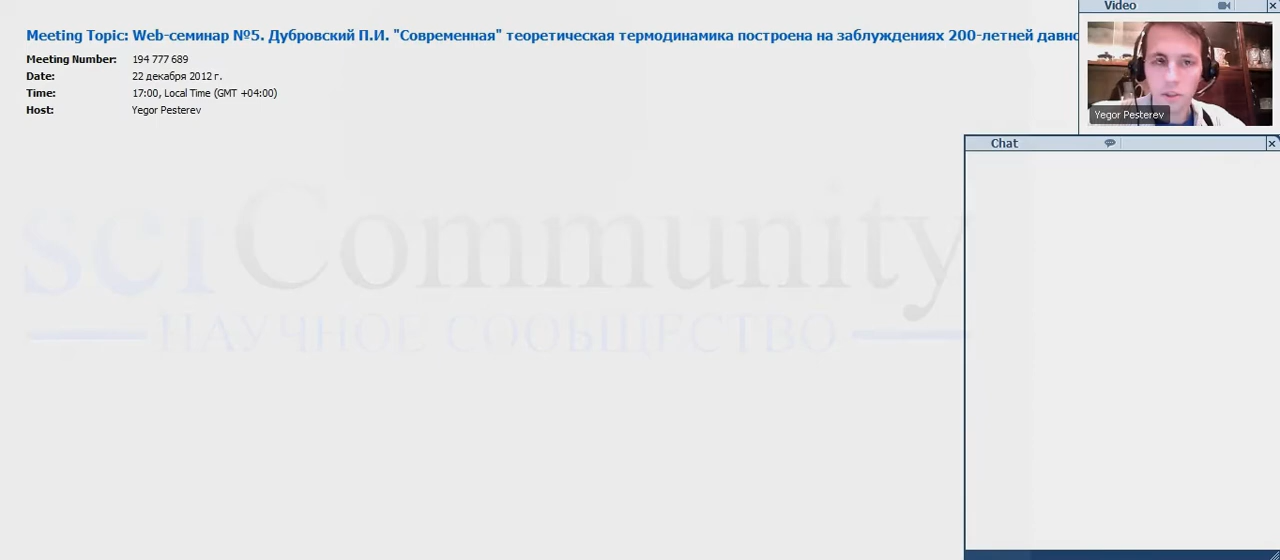 Video
Meeting Topic: Web-семинар №5. Дубровский П.И. "Современная" теоретическая термодинамика построена на заблуждениях 200-летней давно
Meeting Number: 194 777 689
Date: 22 декабря 2012 г.
Time: 17:00, Local Time (GMT +04:00)
Host: Yegor Pesterev
Yegor Pesterev
Chat
sciCommunity
НАУЧНОЕ СООБЩЕСТВО